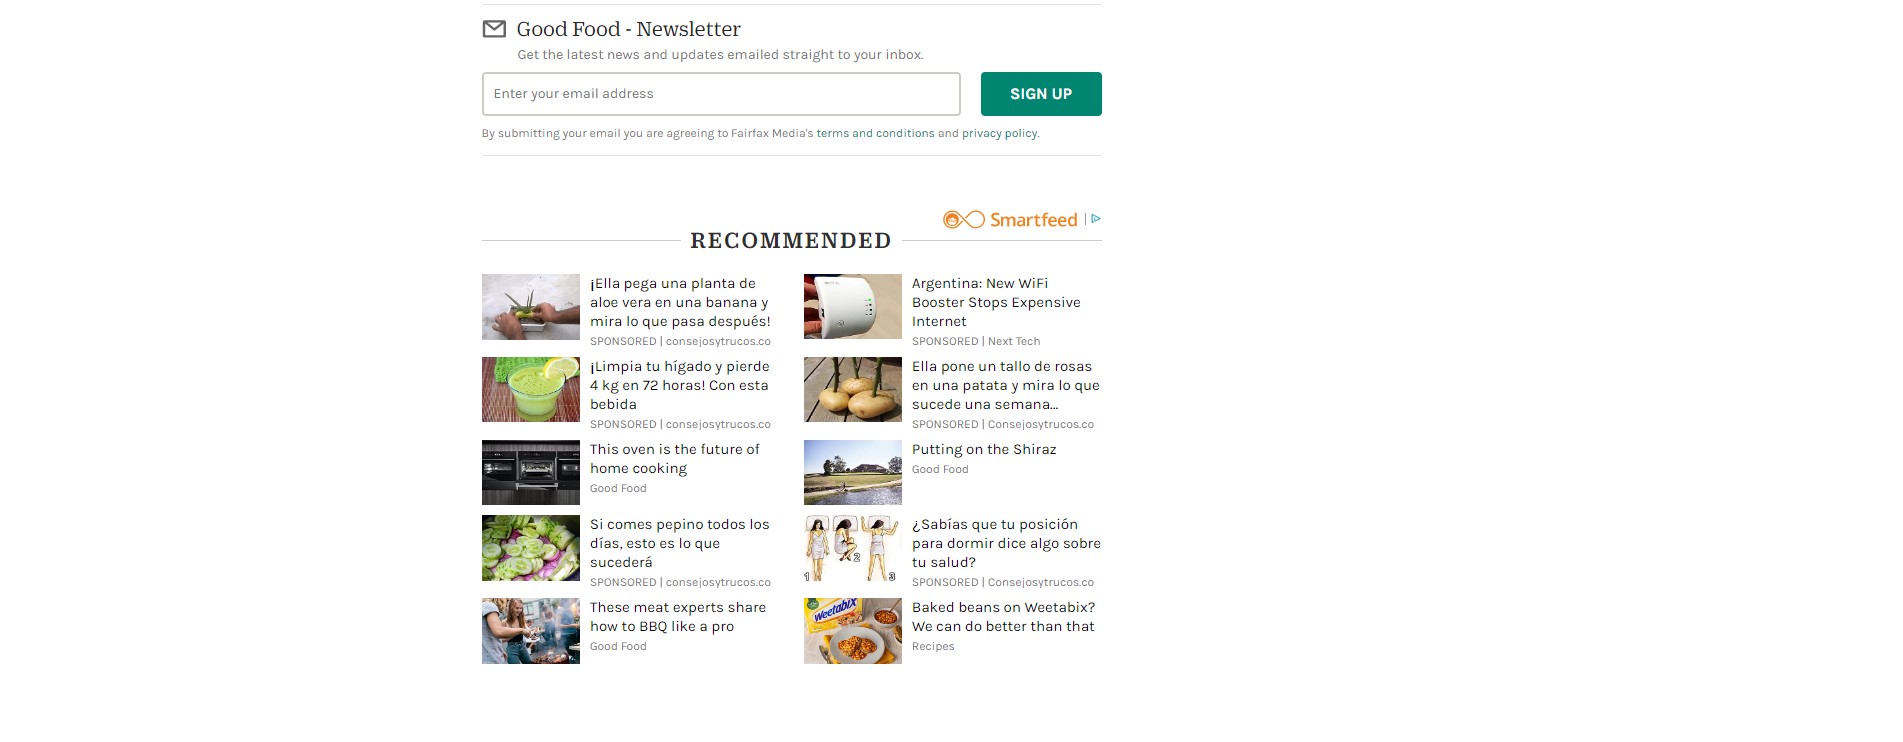 Good Food - Newsletter
Get the latest news and updates emailed straight to your inbox.
Enter your email address
SIGN UP
By submitting your email you are agreeing to Fairfax Media's terms and conditions and privacy policy.
Smartfeed
RECOMMENDED
¡Ella pega una planta de
aloe vera en una banana y
mira lo que pasa después!
SPONSORED | consejosytrucos.co
Argentina: New WiFi
Booster Stops Expensive
Internet
SPONSORED | Next Tech
¡Limpia tu hígado y pierde
4 kg en 72 horas! Con esta
bebida
SPONSORED | consejosytrucos.co
Ella pone un tallo de rosas
en una patata y mira lo que
sucede una semana...
SPONSORED | Consejosytrucos.co
This oven is the future of
home cooking
Good Food
Putting on the Shiraz
Good Food
Si comes pepino todos los
días, esto es lo que
sucederá
SPONSORED | consejosytrucos.co
1
2
3
¿Sabías que tu posición
para dormir dice algo sobre
tu salud?
SPONSORED | Consejosytrucos.co
These meat experts share
how to BBQ like a pro
Good Food
Weetabix
Baked beans on Weetabix?
We can do better than that
Recipes